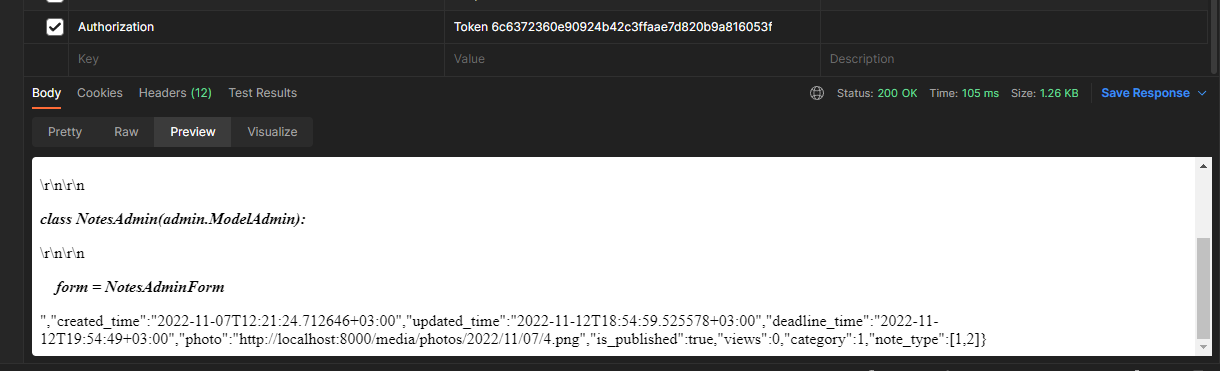 Authorization Token 6c6372360e90924b42c3ffaae7d820b9a816053f
Key Value Description
Body Cookies Headers (12) Test Results Status: 200 OK Time: 105 ms Size: 1.26 KB Save Response
Pretty Raw Preview Visualize
\r\n\r\n
class NotesAdmin(admin.ModelAdmin):
\r\n\r\n
form = NotesAdminForm
","created_time":"2022-11-07T12:21:24.712646+03:00","updated_time":"2022-11-12T18:54:59.525578+03:00","deadline_time":"2022-11-
12T19:54:49+03:00","photo":"http://localhost:8000/media/photos/2022/11/07/4.png","is_published":true,"views":0,"category":1,"note_type":[1,2]}